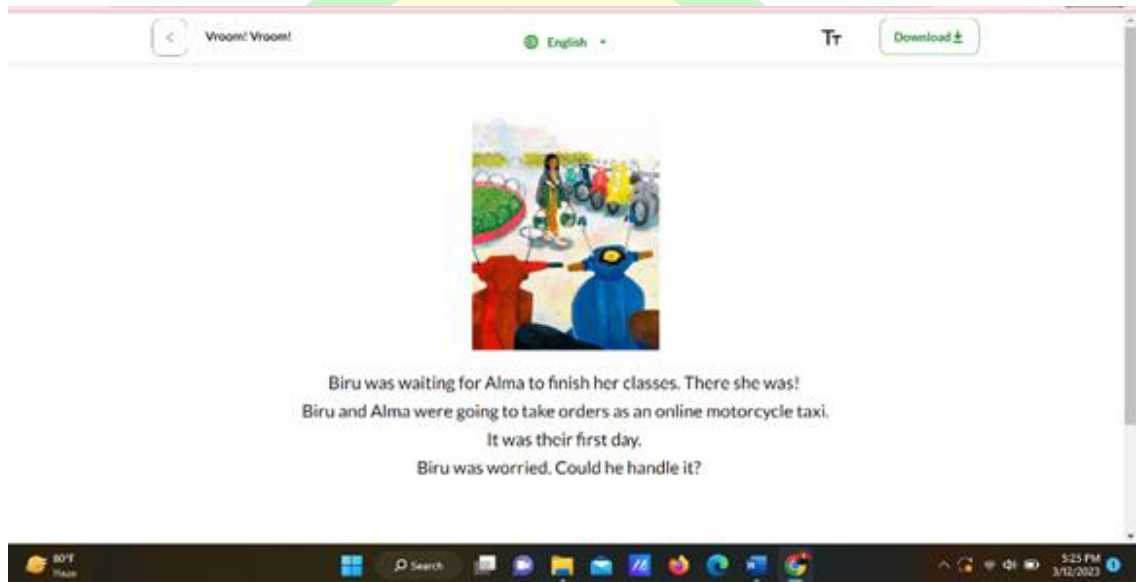 Vroom! Vroom!
English
TT
Download
Biru was waiting for Alma to finish her classes. There she was!
Biru and Alma were going to take orders as an online motorcycle taxi.
It was their first day.
Biru was worried. Could he handle it?
80°F
Haze
Search
5:25 PM
3/12/2023